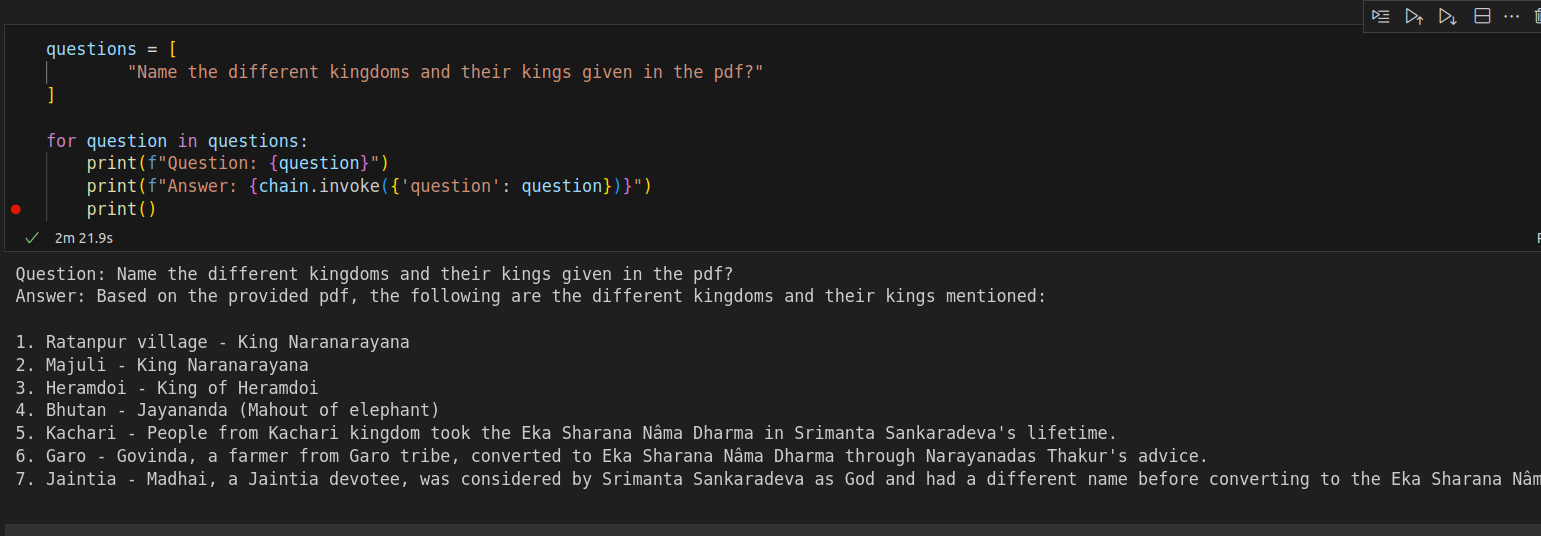 questions = [
"Name the different kingdoms and their kings given in the pdf?"
]
for question in questions:
print(f"Question: {question}")
print(f"Answer: {chain.invoke({'question': question})}")
print()
2m 21.9s
Question: Name the different kingdoms and their kings given in the pdf?
Answer: Based on the provided pdf, the following are the different kingdoms and their kings mentioned:
1. Ratanpur village - King Naranarayana
2. Majuli - King Naranarayana
3. Heramdoi - King of Heramdoi
4. Bhutan - Jayananda (Mahout of elephant)
5. Kachari - People from Kachari kingdom took the Eka Sharana Nâma Dharma in Srimanta Sankaradeva's lifetime.
6. Garo - Govinda, a farmer from Garo tribe, converted to Eka Sharana Nâma Dharma through Narayanadas Thakur's advice.
7. Jaintia - Madhai, a Jaintia devotee, was considered by Srimanta Sankaradeva as God and had a different name before converting to the Eka Sharana Nâm